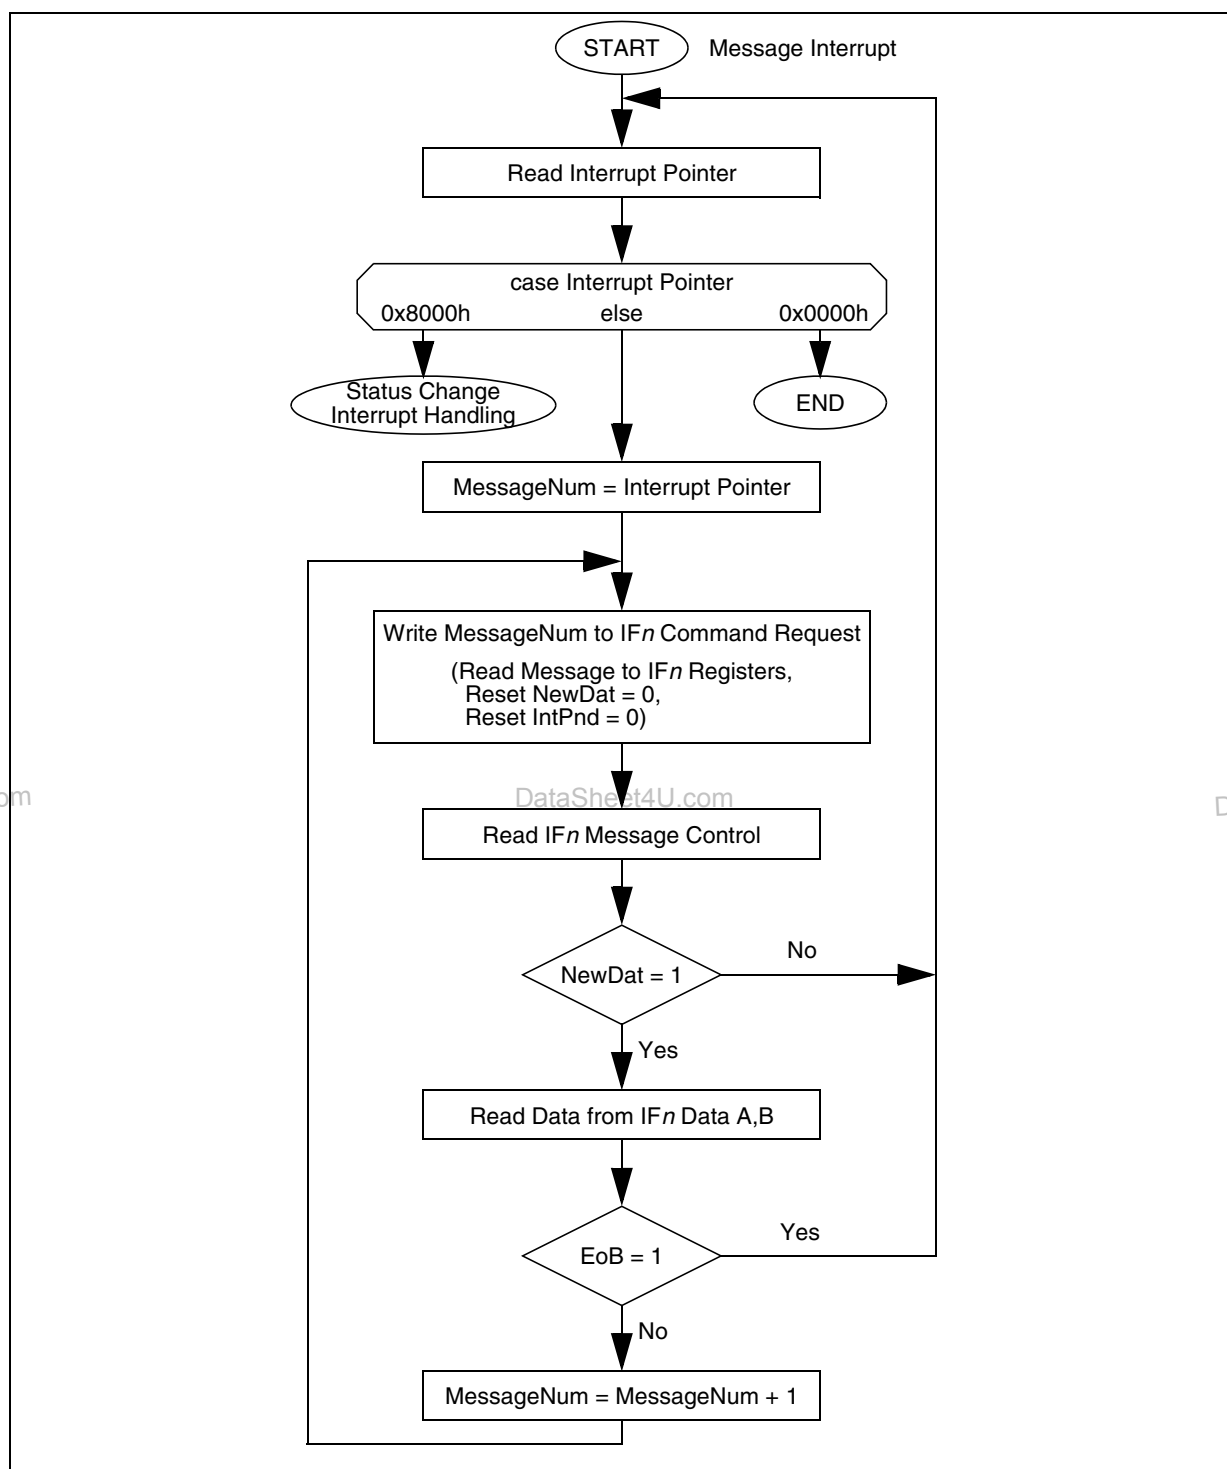 START
Message Interrupt
Read Interrupt Pointer
case Interrupt Pointer
0x8000h else 0x0000h
Status Change
Interrupt Handling
END
MessageNum = Interrupt Pointer
Write MessageNum to IFn Command Request
(Read Message to IFn Registers,
Reset NewDat = 0,
Reset IntPnd = 0)
om
DataSheet4U.com
D
Read IFn Message Control
NewDat = 1
No
Yes
Read Data from IFn Data A,B
EoB = 1
Yes
No
MessageNum = MessageNum + 1